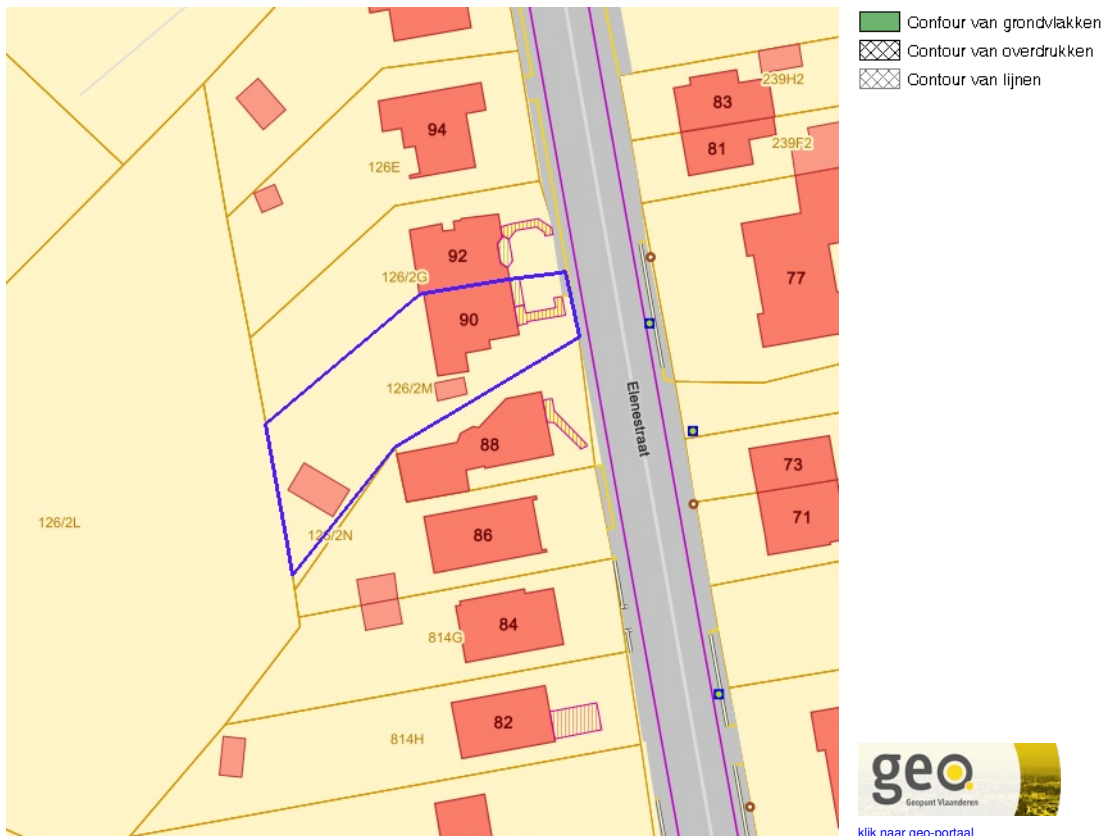 Contour van grondvlakken
Contour van overdrukken
Contour van lijnen
83
239H2
94
81
239F2
126E
92
77
126/2G
90
126/2M
Elenestraat
88
73
126/2L
71
86
126/2N
84
814G
82
814H
geo.
Geopunt Vlaanderen
klik naar geo-portaal